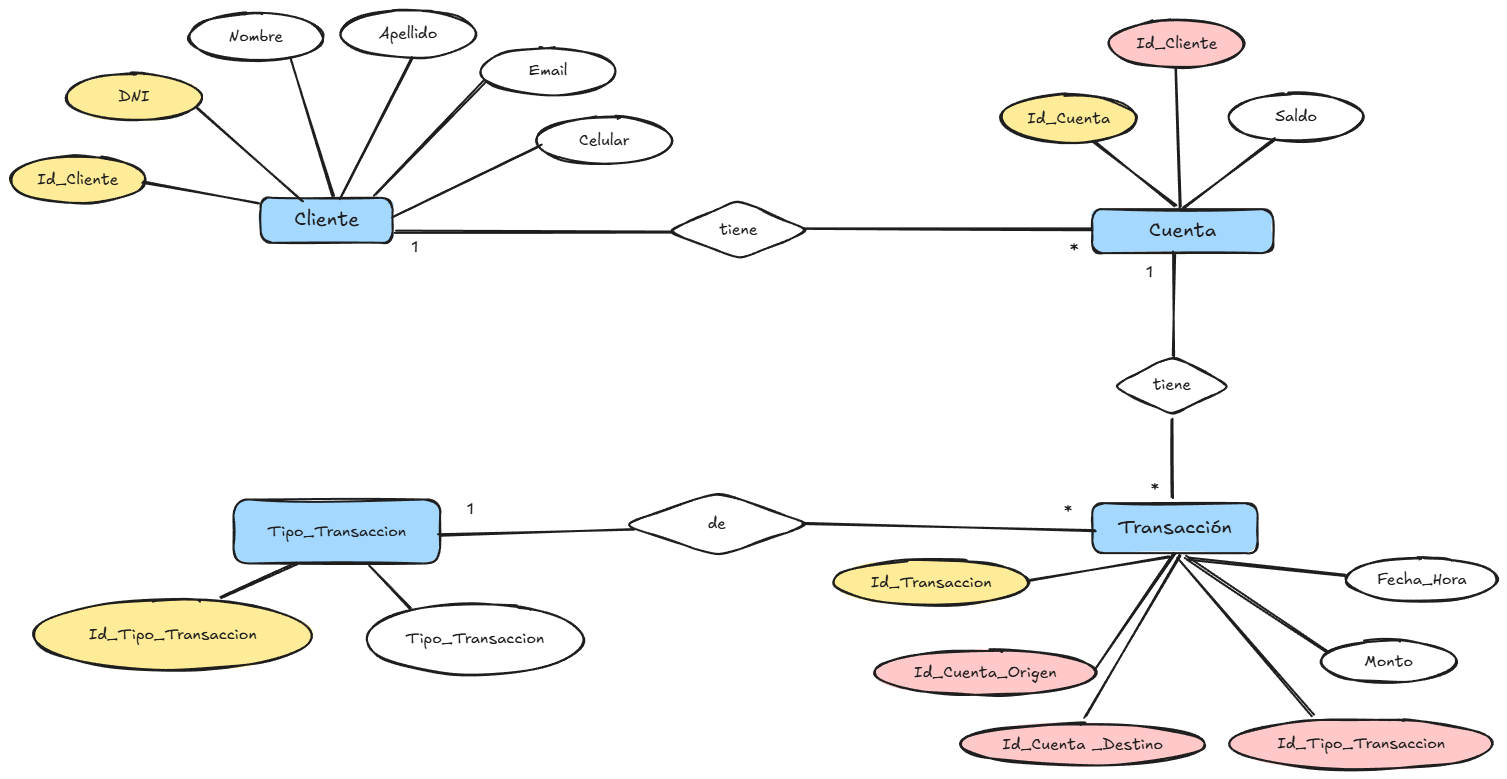 Nombre
Apellido
Email
DNI
Celular
Id_Cliente
Cliente
1
tiene
*
Id_Cliente
Id_Cuenta
Saldo
Cuenta
1
tiene
*
Tipo_Transaccion
1
de
*
Transacción
Id_Tipo_Transaccion
Tipo_Transaccion
Id_Transaccion
Fecha_Hora
Id_Cuenta_Origen
Monto
Id_Cuenta _Destino
Id_Tipo_Transaccion